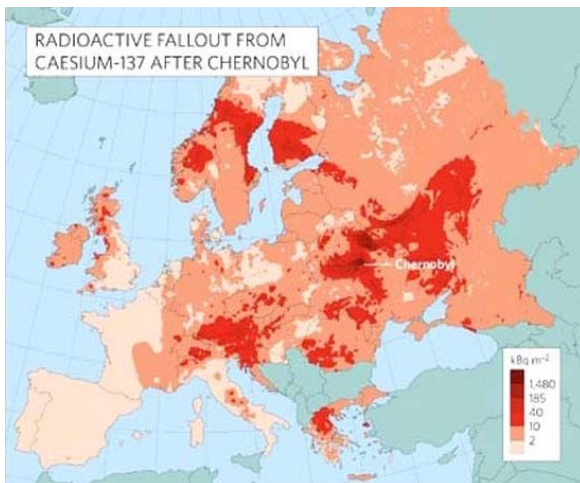 RADIOACTIVE FALLOUT FROM
CAESIUM-137 AFTER CHERNOBYL
Chernobyl
kBq m⁻²
1,480
185
40
10
2